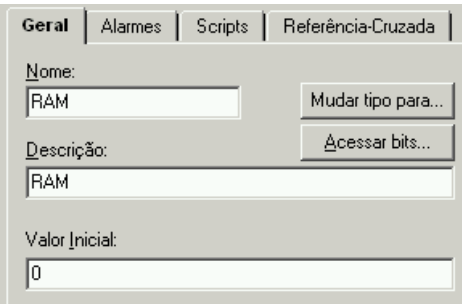 Geral Alarmes Scripts Referência-Cruzada
Nome:
RAM
Mudar tipo para...
Acessar bits...
Descrição:
RAM
Valor Inicial:
0